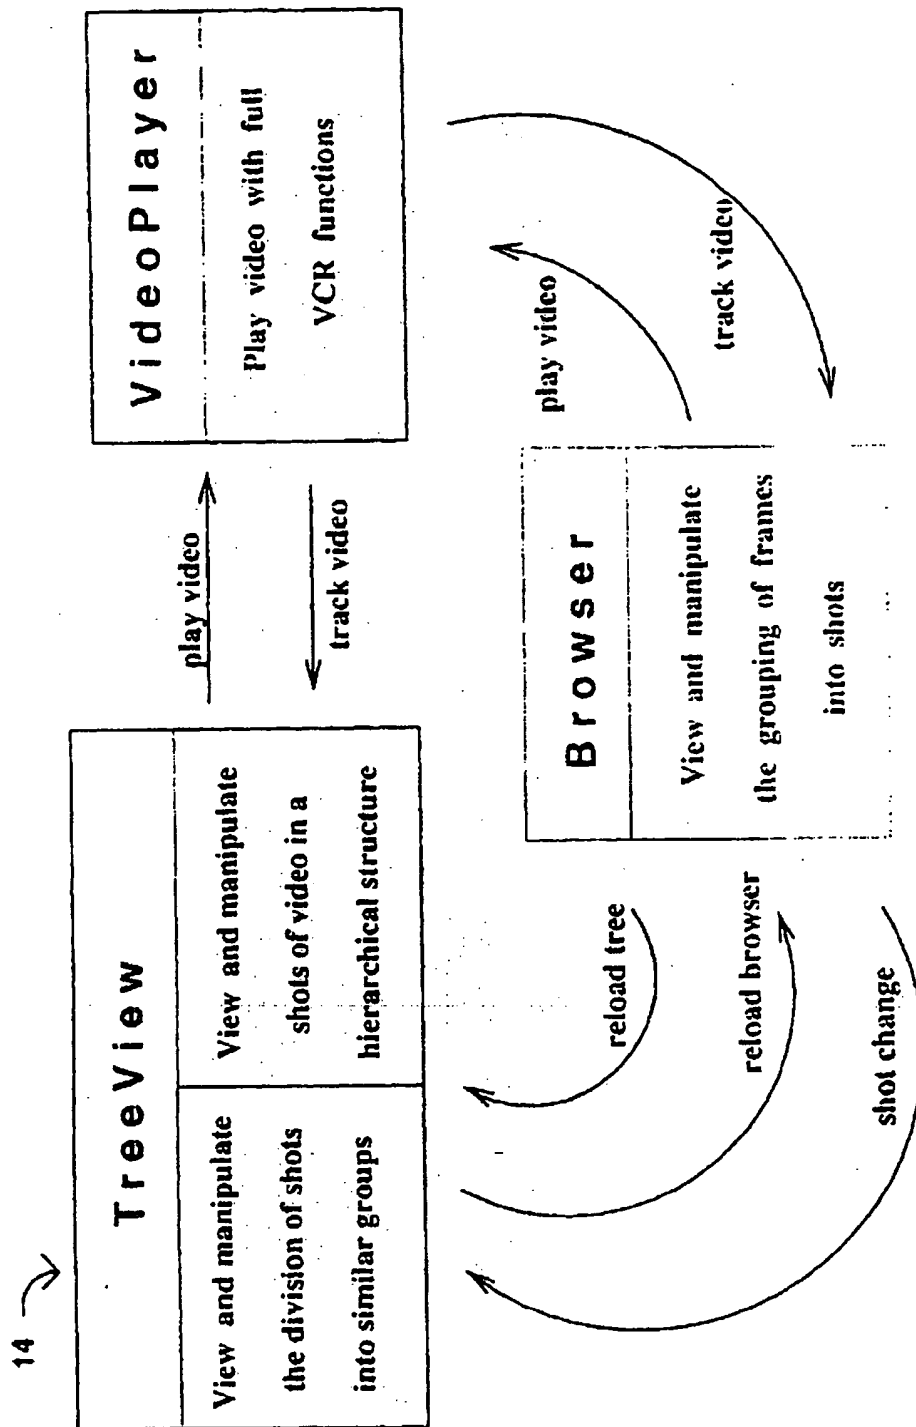 14
TreeView
View and manipulate
the division of shots
into similar groups
View and manipulate
shots of video in a
hierarchical structure
play video
track video
VideoPlayer
Play video with full
VCR functions
reload tree
reload browser
shot change
Browser
View and manipulate
the grouping of frames
into shots
play video
track video